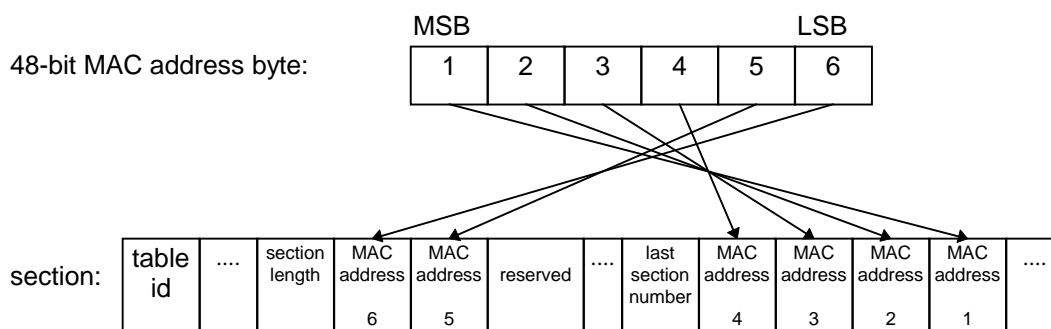 MSB LSB
48-bit MAC address byte: 1 2 3 4 5 6
section: table id .... section length MAC address 6 MAC address 5 reserved .... last section number MAC address 4 MAC address 3 MAC address 2 MAC address 1 ....